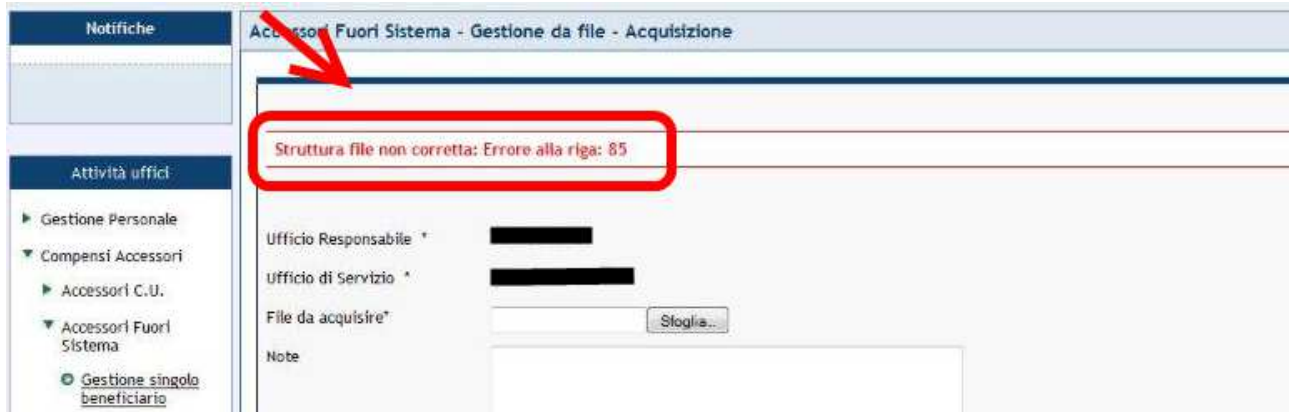 Notifiche
Accessori Fuori Sistema - Gestione da file - Acquisizione
Struttura file non corretta: Errore alla riga: 85
Attività uffici
Gestione Personale
Compensi Accessori
Accessori C.U.
Accessori Fuori
Sistema
Gestione singolo
beneficiario
Ufficio Responsabile *
Ufficio di Servizio *
File da acquisire*
Sfoglia...
Note